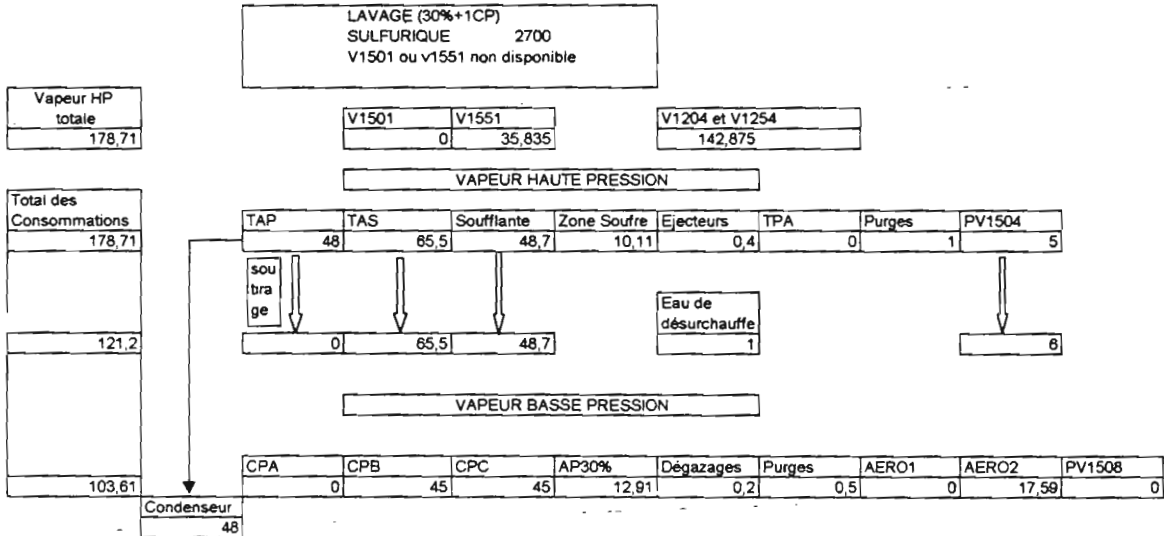 LAVAGE (30%+1CP)
SULFURIQUE 2700
V1501 ou v1551 non disponible
Vapeur HP
totale
178,71
V1501 V1551
0 35,835
V1204 et V1254
142,875
VAPEUR HAUTE PRESSION
Total des
Consommations
178,71
TAP TAS Soufflante Zone Soufre Ejecteurs TPA Purges PV1504
48 65,5 48,7 10,11 0,4 0 1 5
sou
tira
ge
Eau de
désurchauffe
121,2 0 65,5 48,7 1 6
VAPEUR BASSE PRESSION
CPA CPB CPC AP30% Dégazages Purges AERO1 AERO2 PV1508
103,61 0 45 45 12,91 0,2 0,5 0 17,59 0
Condenseur
48